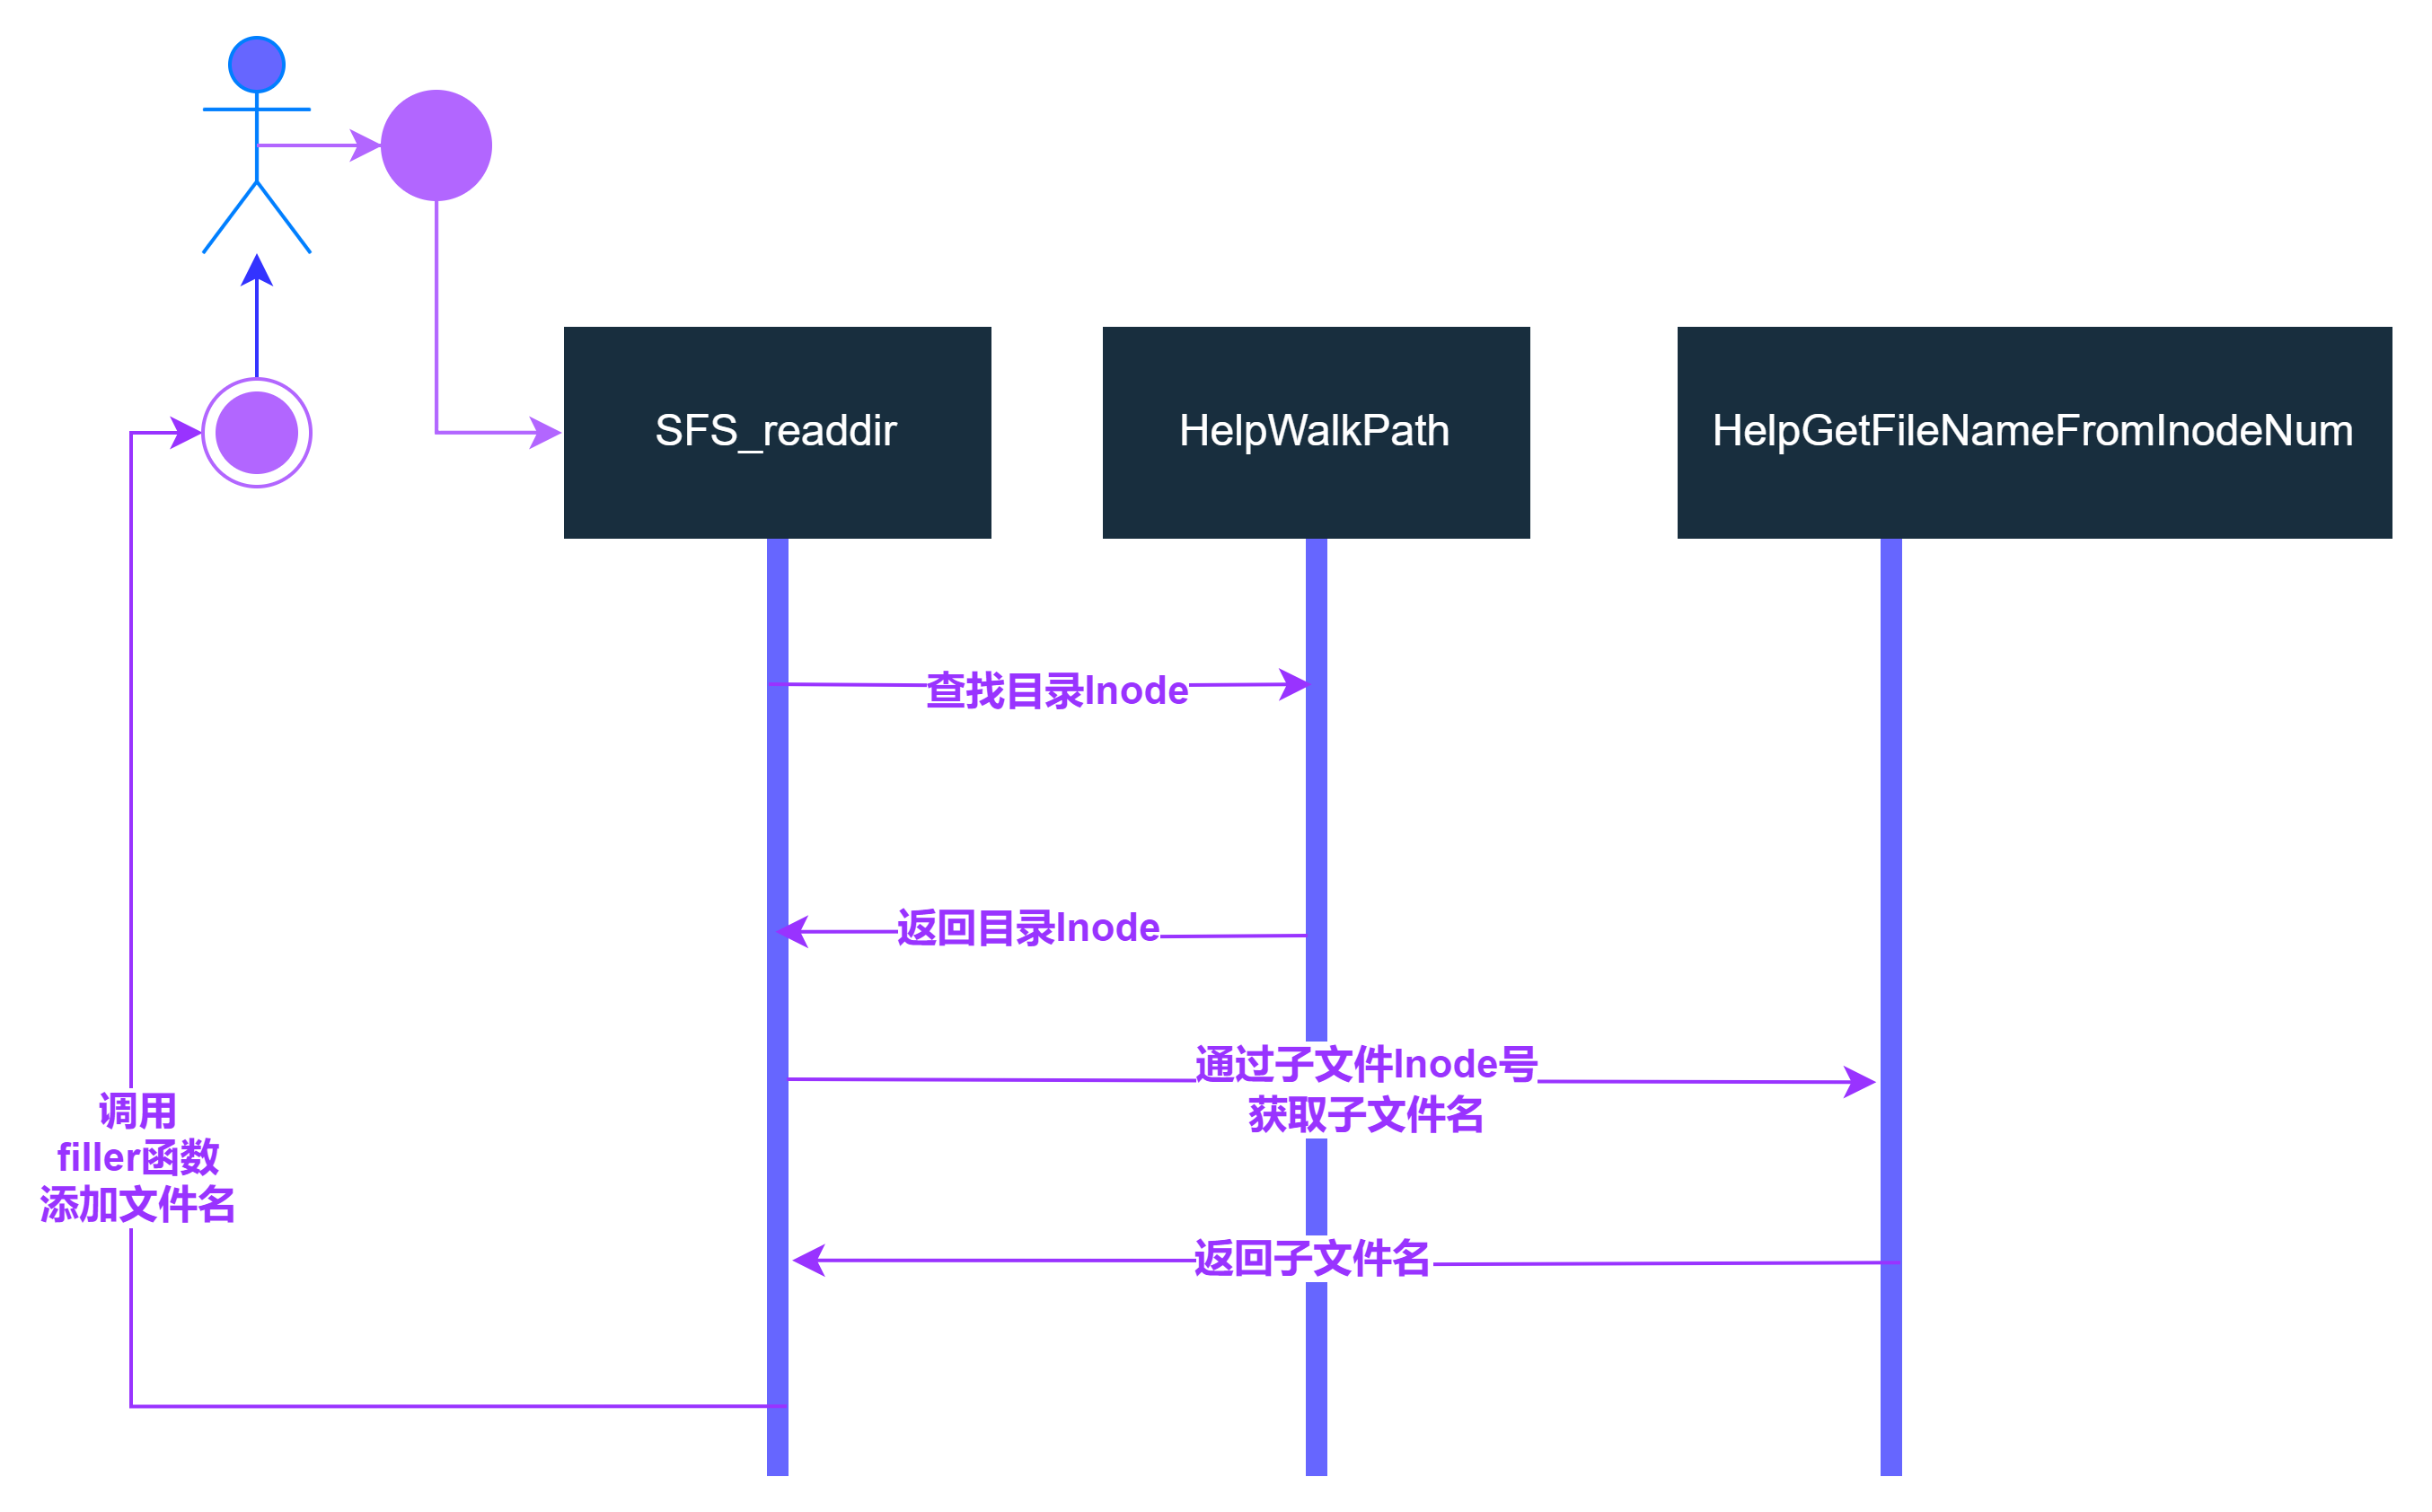 SFS_readdir
HelpWalkPath
HelpGetFileNameFromInodeNum
查找目录Inode
返回目录Inode
通过子文件Inode号
获取子文件名
返回子文件名
调用
filler函数
添加文件名